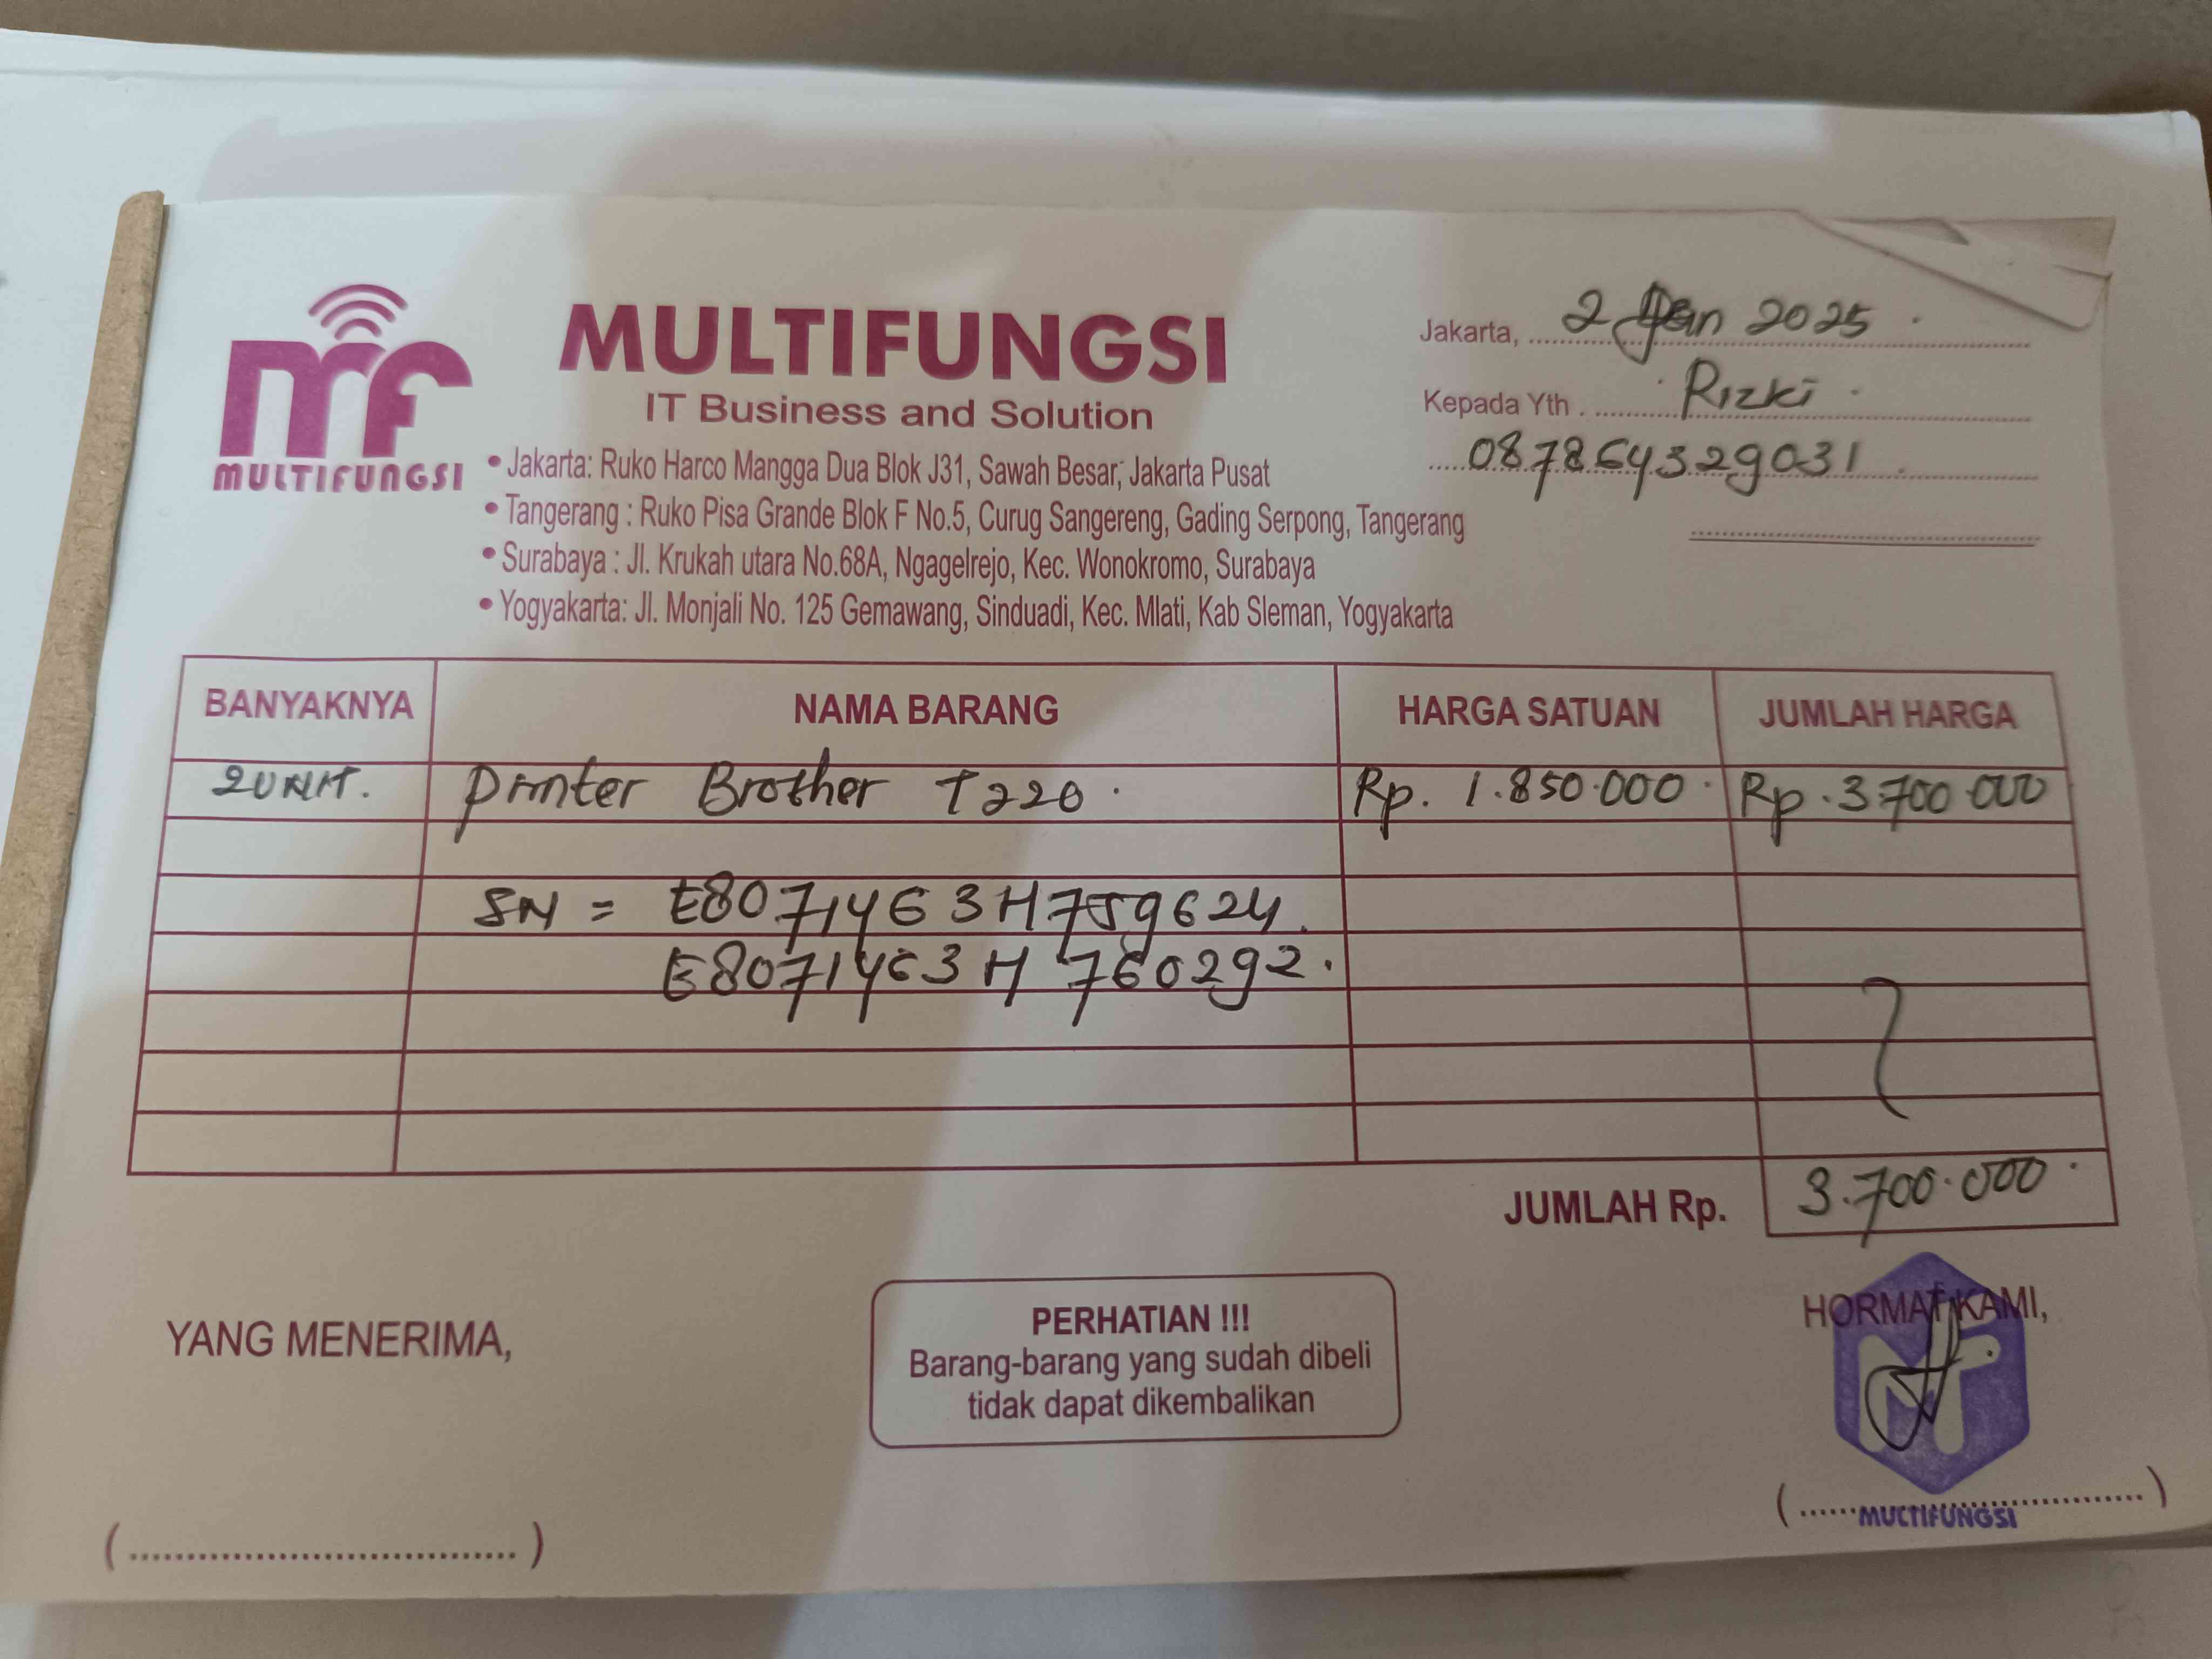 MULTIFUNGSI
MULTIFUNGSI
IT Business and Solution
• Jakarta: Ruko Harco Mangga Dua Blok J31, Sawah Besar, Jakarta Pusat
• Tangerang : Ruko Pisa Grande Blok F No.5, Curug Sangereng, Gading Serpong, Tangerang
• Surabaya : Jl. Krukah utara No.68A, Ngagelrejo, Kec. Wonokromo, Surabaya
• Yogyakarta: Jl. Monjali No. 125 Gemawang, Sinduadi, Kec. Mlati, Kab Sleman, Yogyakarta
Jakarta, 2 Jan 2025
Kepada Yth. Rizki
087864329031
BANYAKNYA NAMA BARANG HARGA SATUAN JUMLAH HARGA
2 UNIT. Printer Brother T220. Rp. 1.850.000 Rp. 3.700.000
SN = E8071463H759624
E8071463H760292.
JUMLAH Rp. 3.700.000
YANG MENERIMA,
PERHATIAN !!!
Barang-barang yang sudah dibeli
tidak dapat dikembalikan
HORMAT KAMI,
MF
(....................................)
(....................................)
MULTIFUNGSI